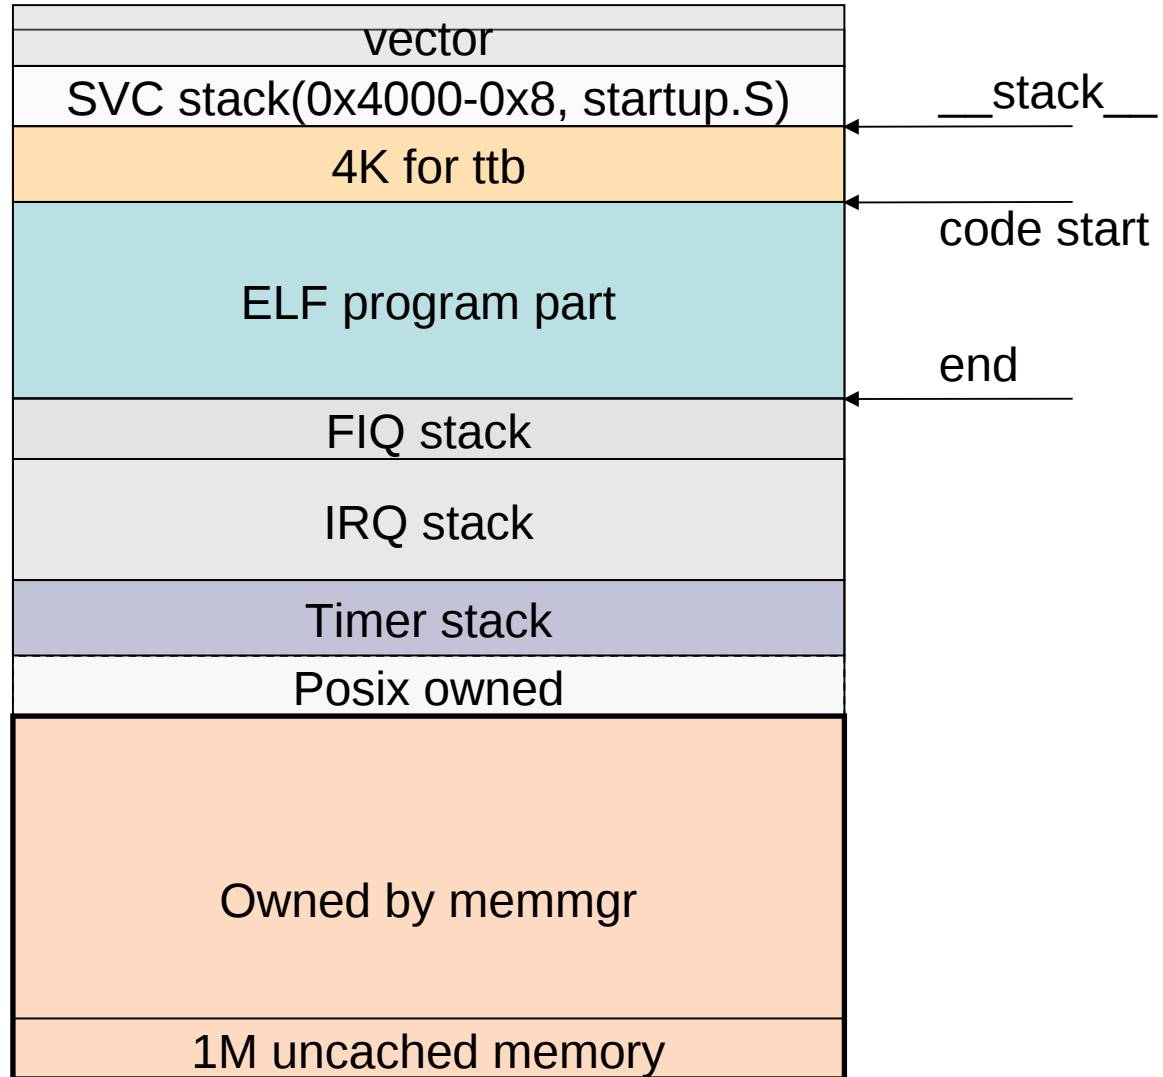 vector
SVC stack(0x4000-0x8, startup.S)
__stack__
4K for ttb
code start
ELF program part
end
FIQ stack
IRQ stack
Timer stack
Posix owned
Owned by memmgr
1M uncached memory